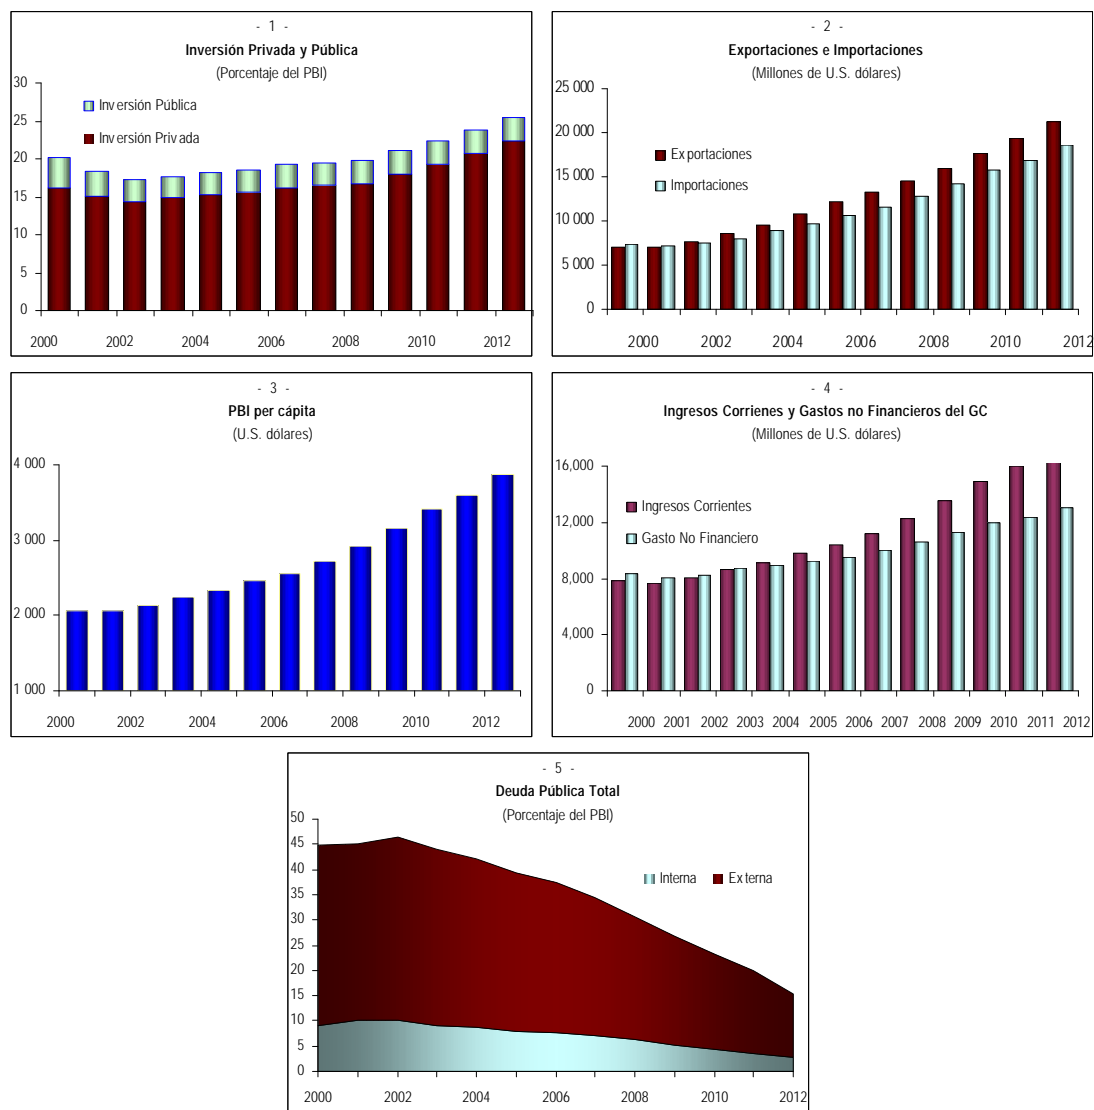 - 1 -
Inversión Privada y Pública
(Porcentaje del PBI)
30
25
20
15
10
5
0
Inversión Pública
Inversión Privada
2000 2002 2004 2006 2008 2010 2012
- 2 -
Exportaciones e Importaciones
(Millones de U.S. dólares)
25 000
20 000
15 000
10 000
5 000
0
Exportaciones
Importaciones
2000 2002 2004 2006 2008 2010 2012
- 3 -
PBI per cápita
(U.S. dólares)
4 000
3 000
2 000
1 000
2000 2002 2004 2006 2008 2010 2012
- 4 -
Ingresos Corrienes y Gastos no Financieros del GC
(Millones de U.S. dólares)
16,000
12,000
8,000
4,000
0
Ingresos Corrientes
Gasto No Financiero
2000 2001 2002 2003 2004 2005 2006 2007 2008 2009 2010 2011 2012
- 5 -
Deuda Pública Total
(Porcentaje del PBI)
50
45
40
35
30
25
20
15
10
5
0
Interna Externa
2000 2002 2004 2006 2008 2010 2012